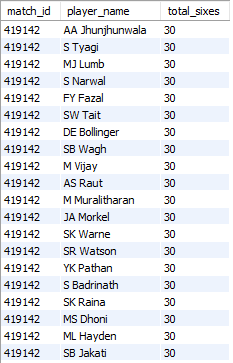 match_id player_name total_sixes
419142 AA Jhunjhunwala 30
419142 S Tyagi 30
419142 MJ Lumb 30
419142 S Narwal 30
419142 FY Fazal 30
419142 SW Tait 30
419142 DE Bollinger 30
419142 SB Wagh 30
419142 M Vijay 30
419142 AS Raut 30
419142 M Muralitharan 30
419142 JA Morkel 30
419142 SK Warne 30
419142 SR Watson 30
419142 YK Pathan 30
419142 S Badrinath 30
419142 SK Raina 30
419142 MS Dhoni 30
419142 ML Hayden 30
419142 SB Jakati 30